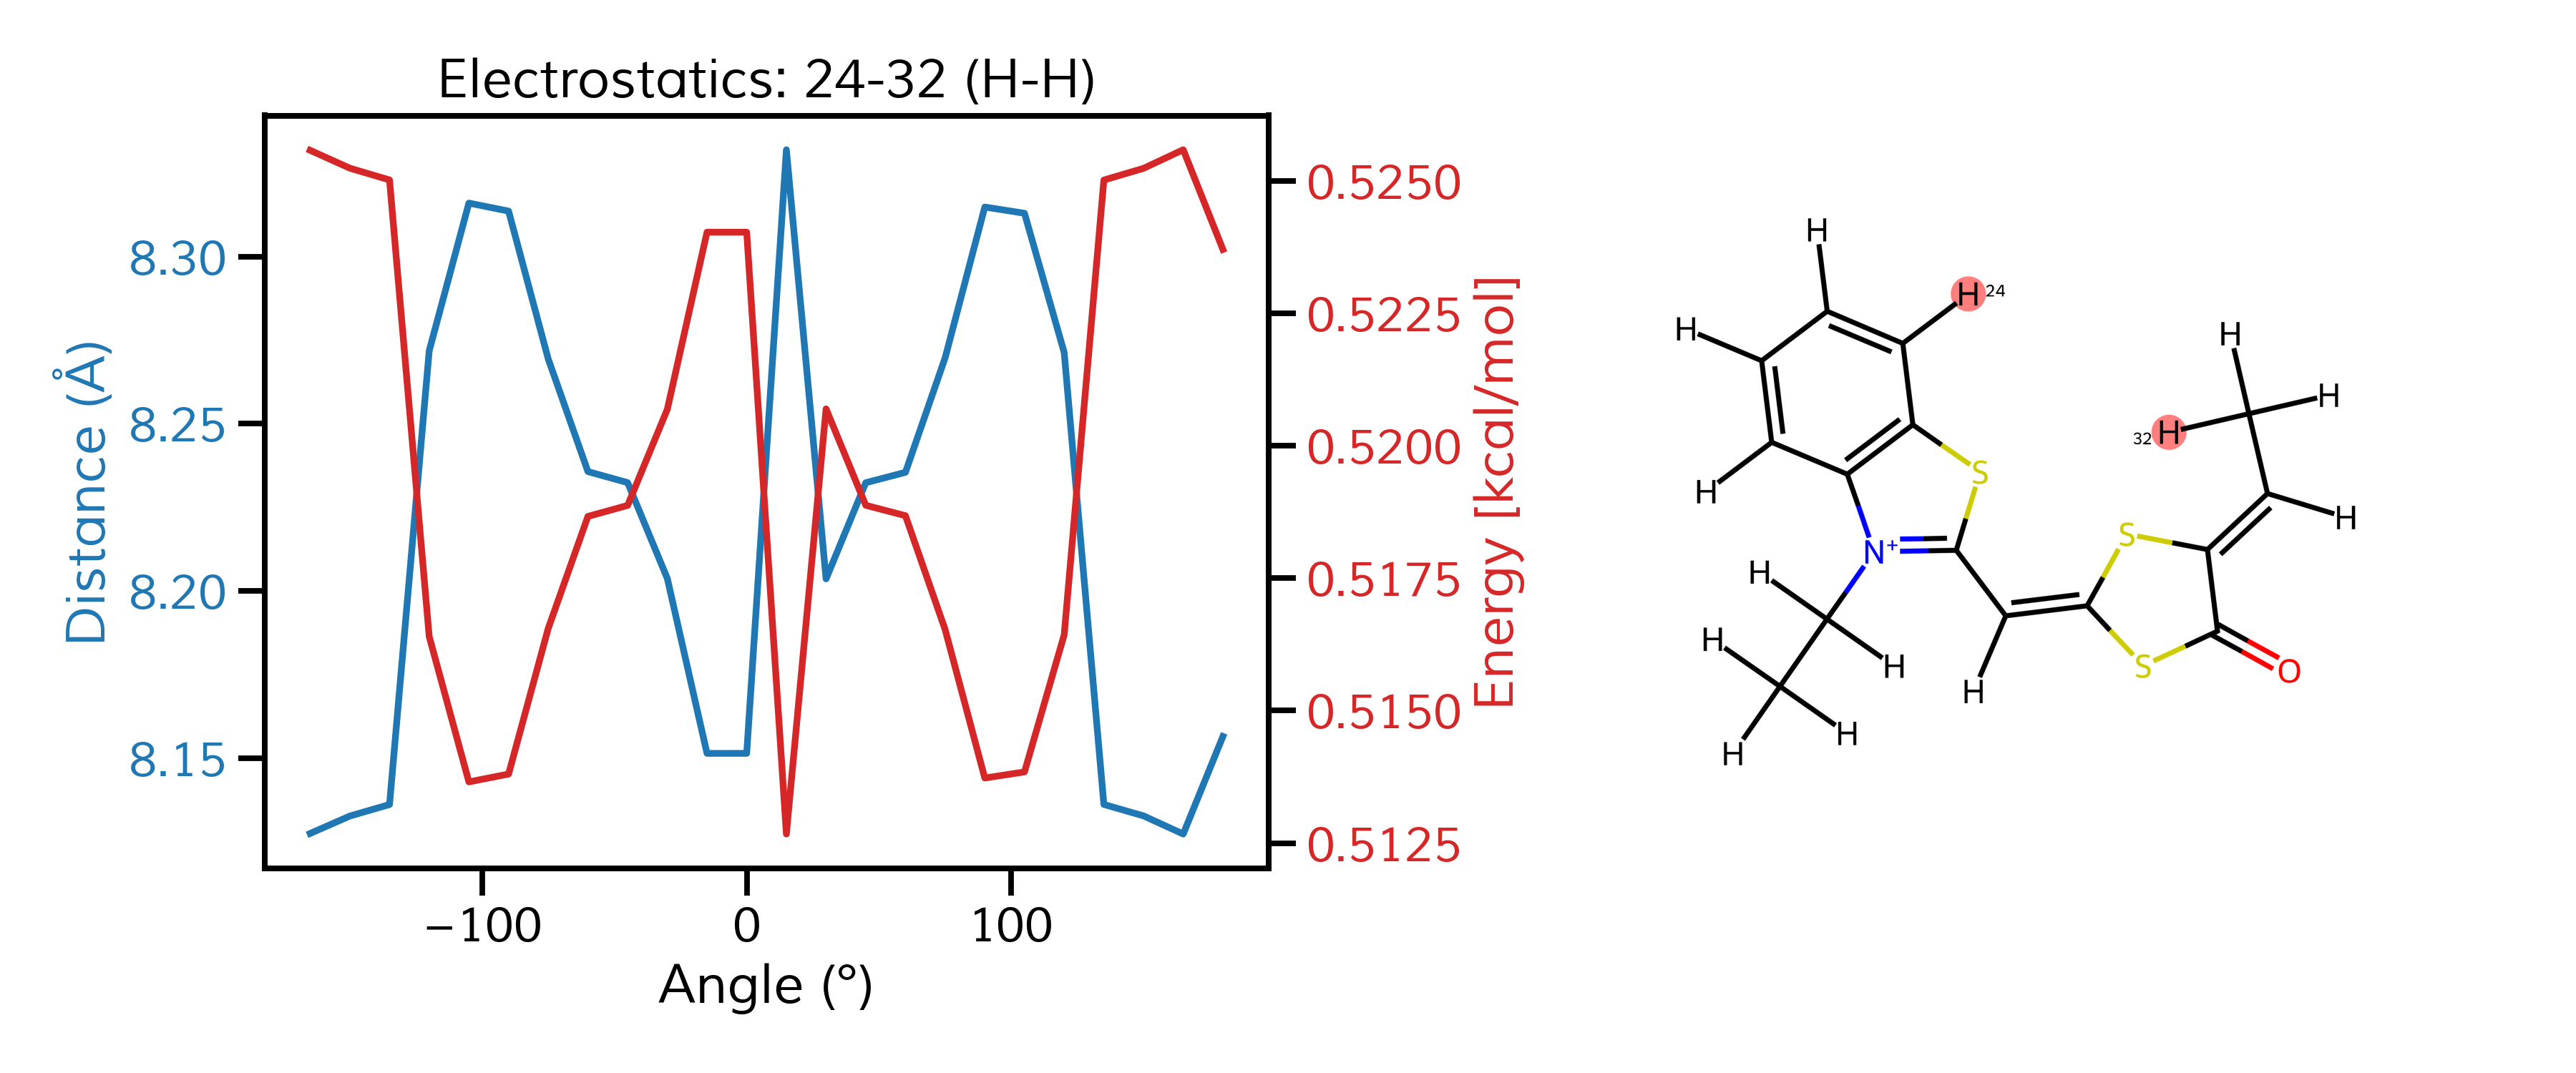 Electrostatics: 24-32 (H-H)
Distance (Å)
8.30
8.25
8.20
8.15
−100
0
100
Angle (°)
0.5250
0.5225
0.5200
0.5175
0.5150
0.5125
Energy [kcal/mol]
H
H 24
H
H
H
32 H
S
H
H
S
N+
H
H
S
O
H
H
H
H
H